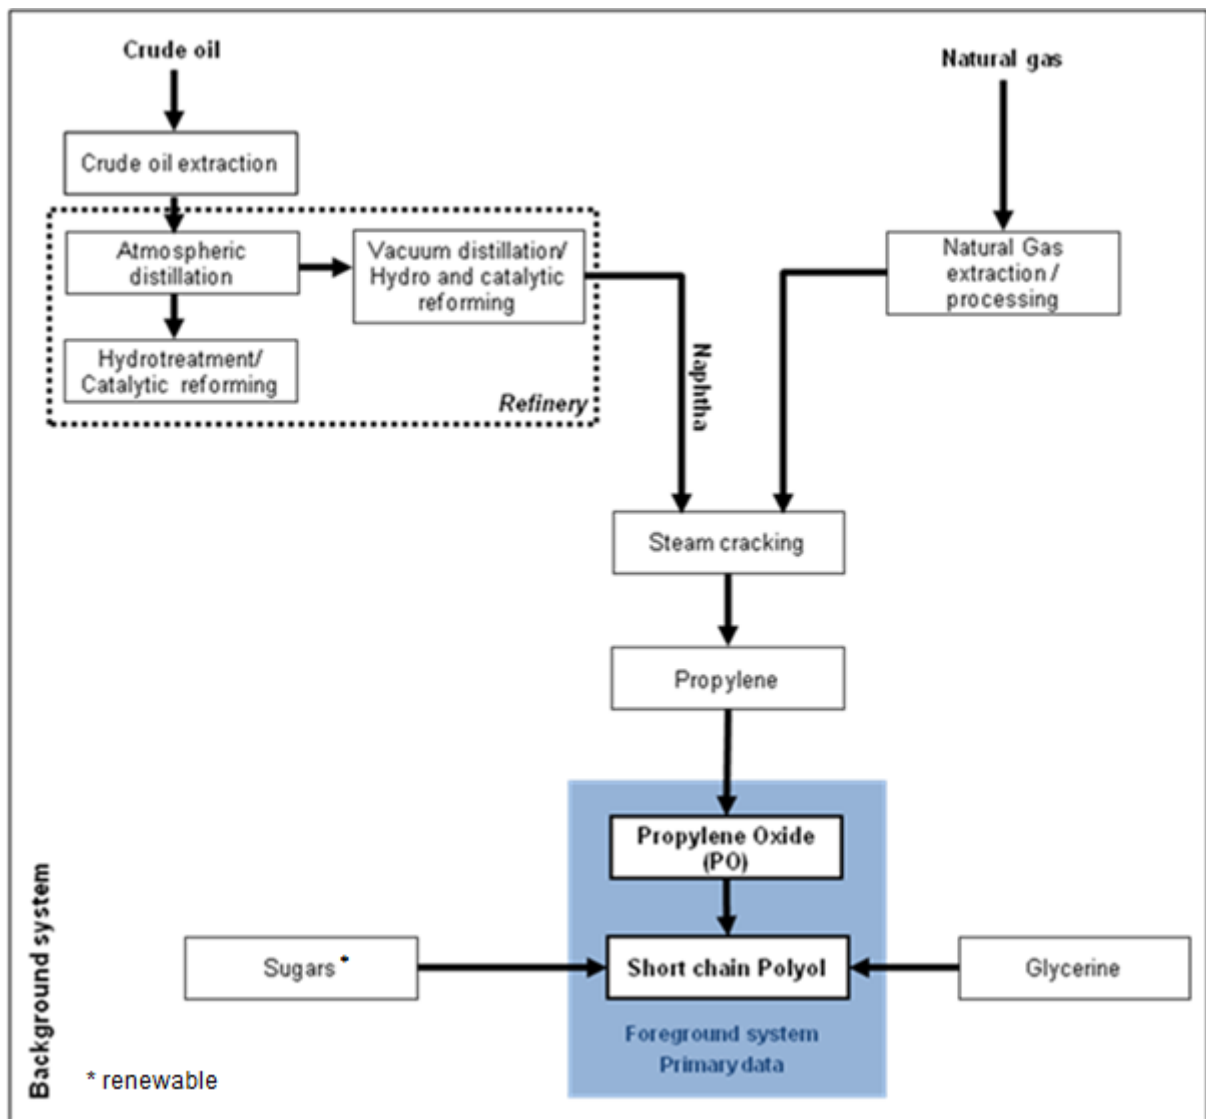 Crude oil
Natural gas
Crude oil extraction
Atmospheric
distillation
Vacuum distillation/
Hydro and catalytic
reforming
Natural Gas
extraction /
processing
Hydrotreatment/
Catalytic reforming
Refinery
Naphtha
Steam cracking
Propylene
Propylene Oxide
(PO)
Sugars *
Short chain Polyol
Glycerine
Foreground system
Primary data
Background system
* renewable